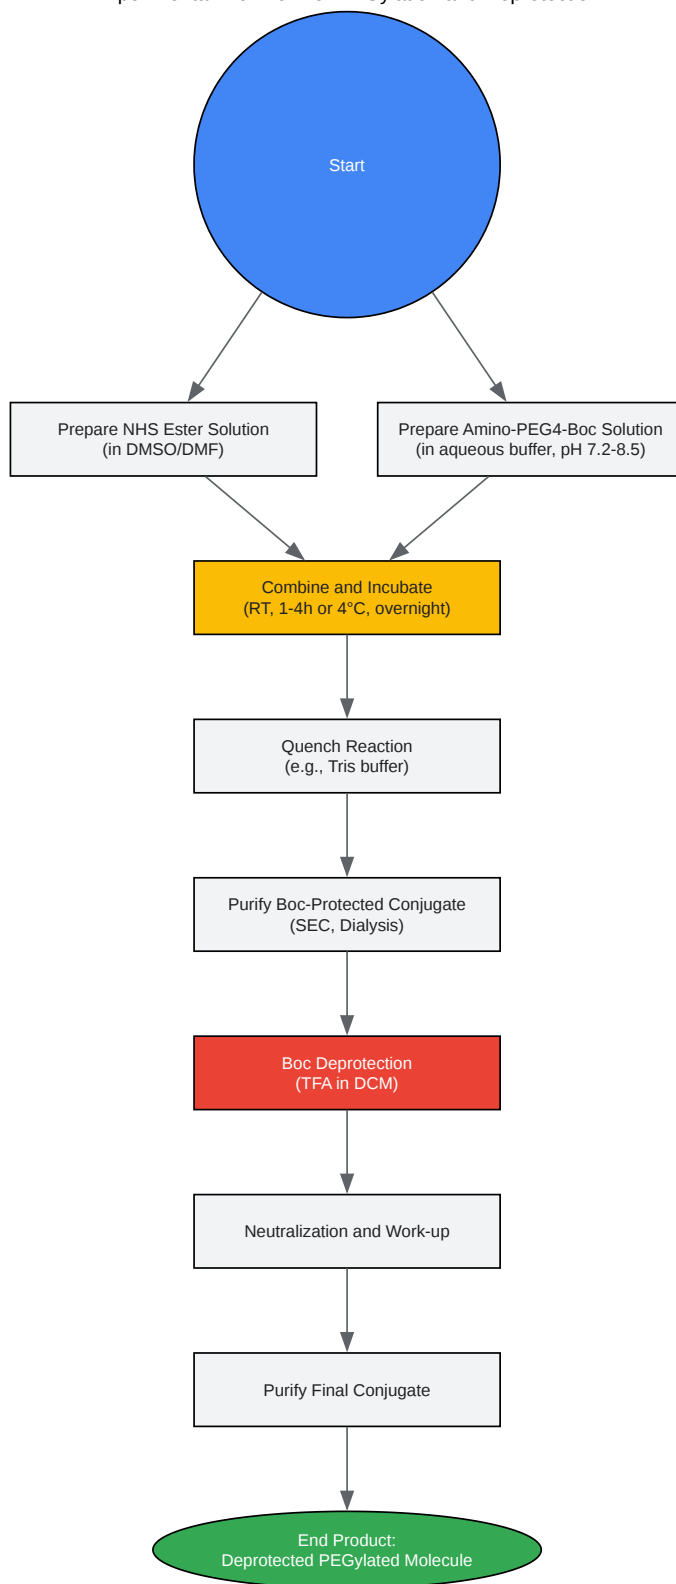 Start
Prepare NHS Ester Solution
(in DMSO/DMF)
Prepare Amino-PEG4-Boc Solution
(in aqueous buffer, pH 7.2-8.5)
Combine and Incubate
(RT, 1-4h or 4°C, overnight)
Quench Reaction
(e.g., Tris buffer)
Purify Boc-Protected Conjugate
(SEC, Dialysis)
Boc Deprotection
(TFA in DCM)
Neutralization and Work-up
Purify Final Conjugate
End Product:
Deprotected PEGylated Molecule